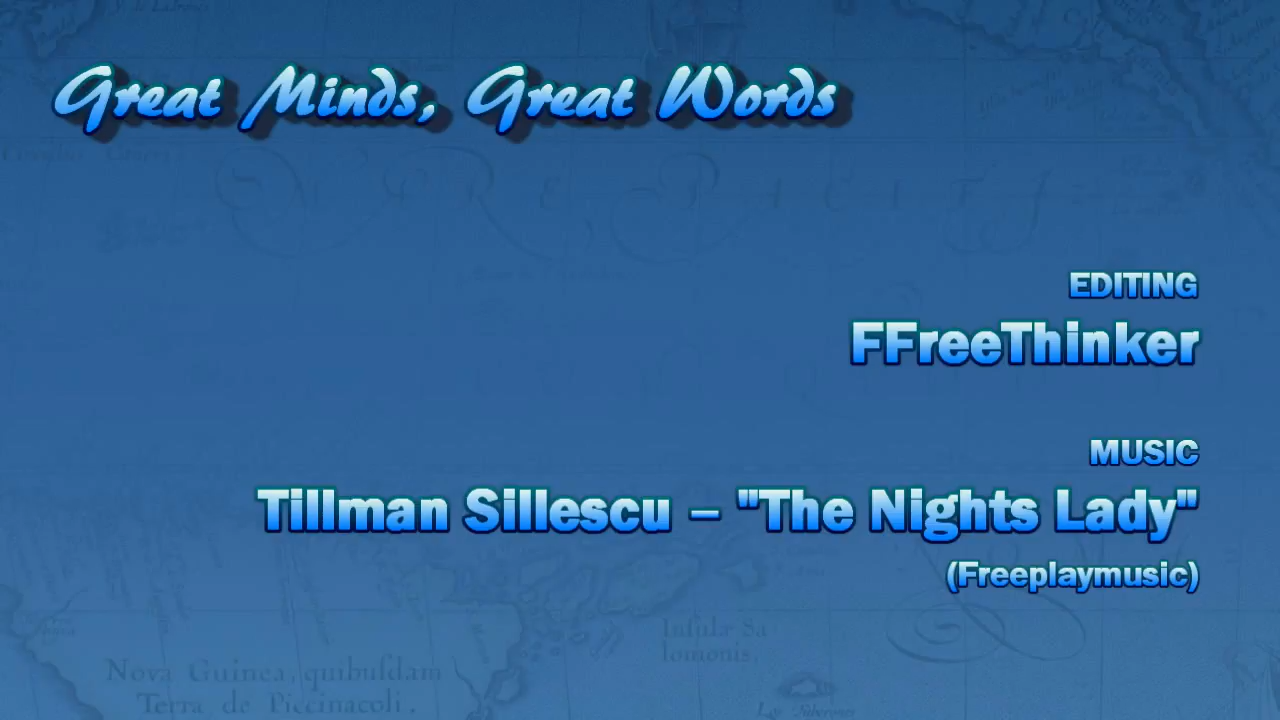 Great Minds, Great Words
EDITING
FFreeThinker
MUSIC
Tillman Sillescu – "The Nights Lady"
(Freeplaymusic)
Insulæ Sa
lomonis.
Nova Guinea, quibusdam
Terra de Piccinacoli.